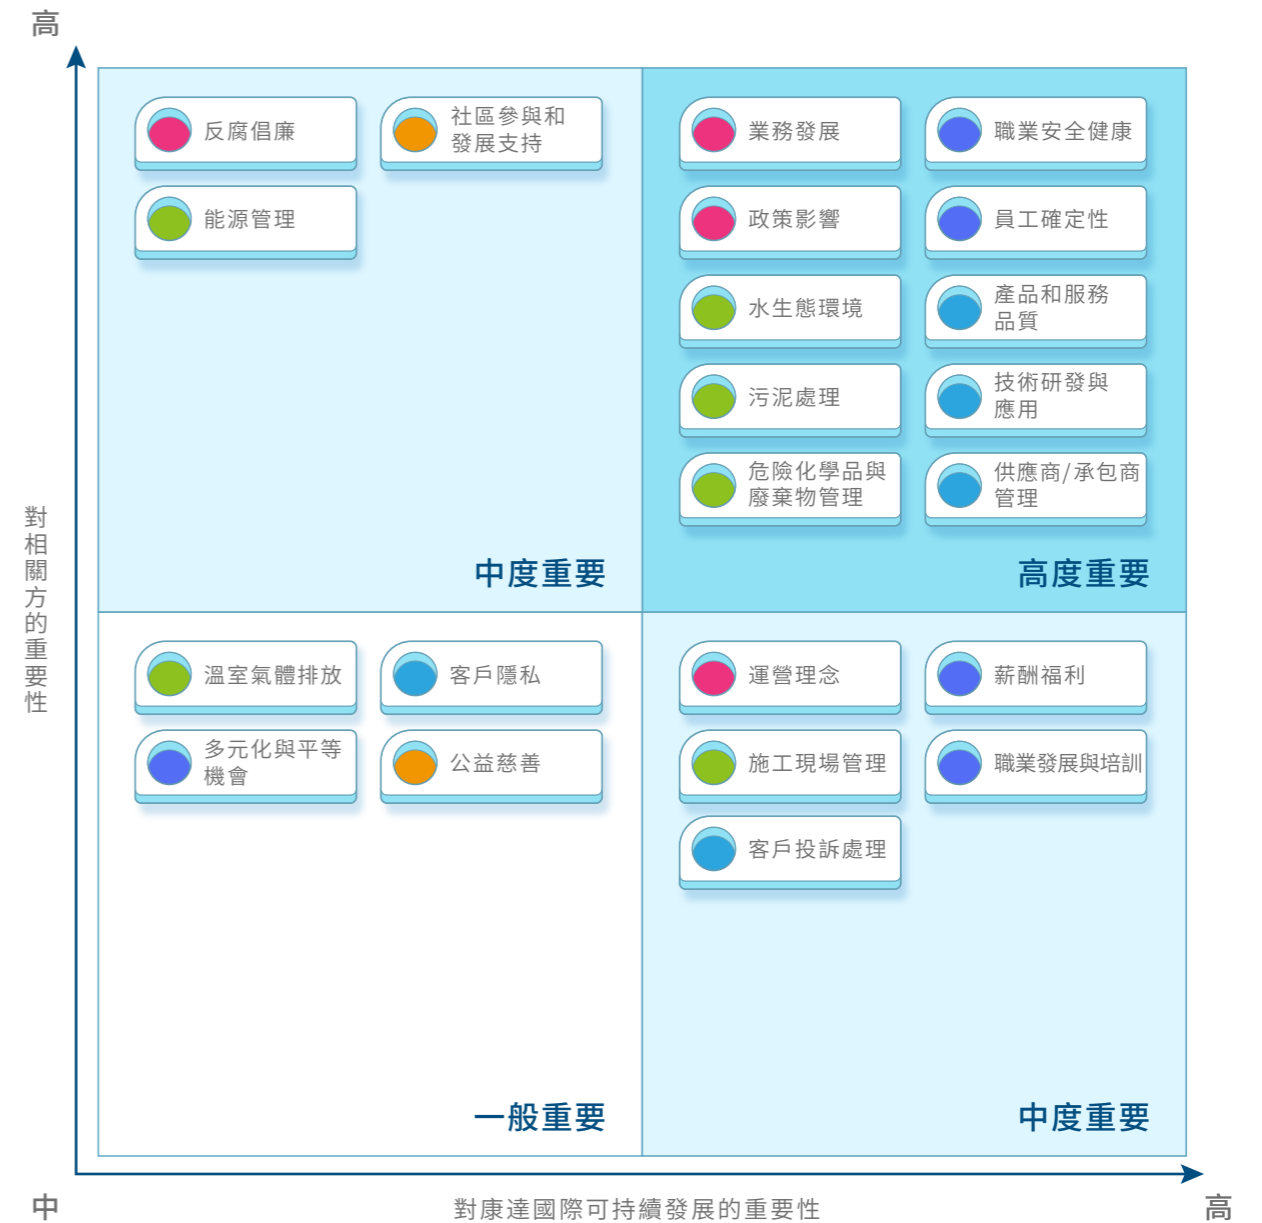 高
反腐倡廉
社區參與和
發展支持
能源管理
中度重要
業務發展
職業安全健康
政策影響
員工確定性
水生態環境
產品和服務
品質
污泥處理
技術研發與
應用
危險化學品與
廢棄物管理
供應商/承包商
管理
高度重要
對相關方的重要性
溫室氣體排放
客戶隱私
多元化與平等
機會
公益慈善
一般重要
運營理念
薪酬福利
施工現場管理
職業發展與培訓
客戶投訴處理
中度重要
中
對康達國際可持續發展的重要性
高